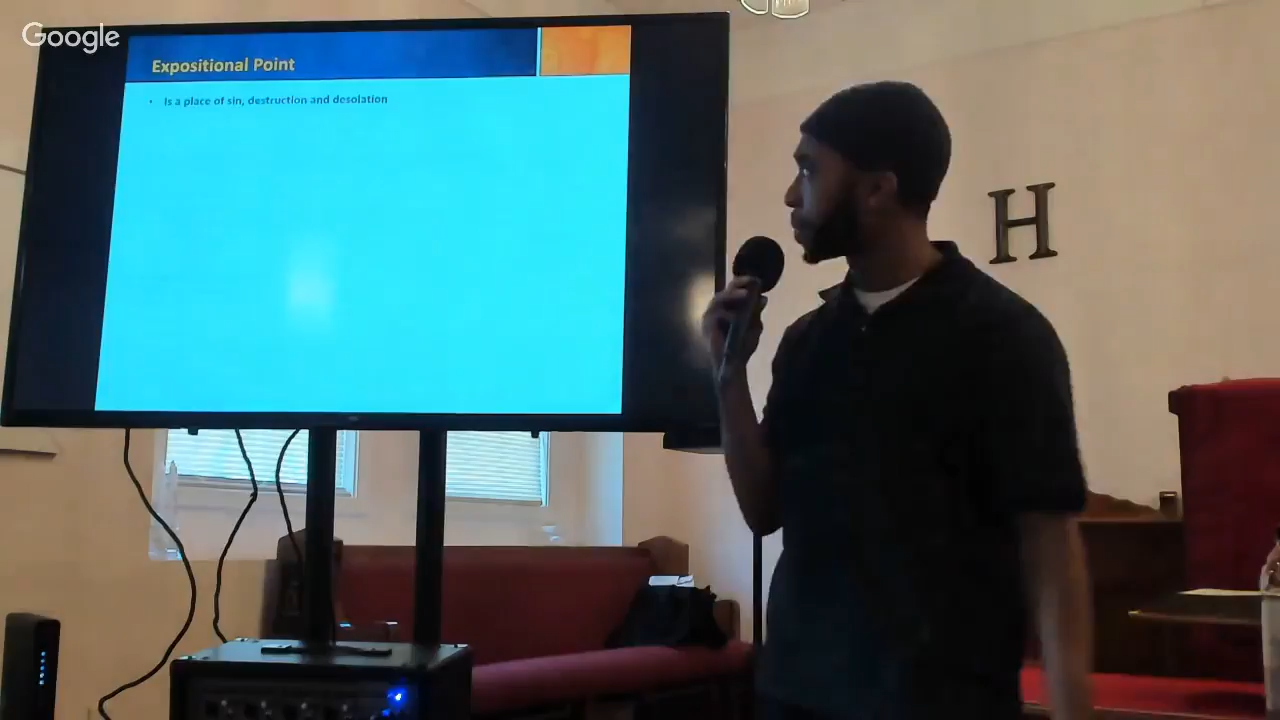 Google
Expositional Point
• Is a place of sin, destruction and desolation
H